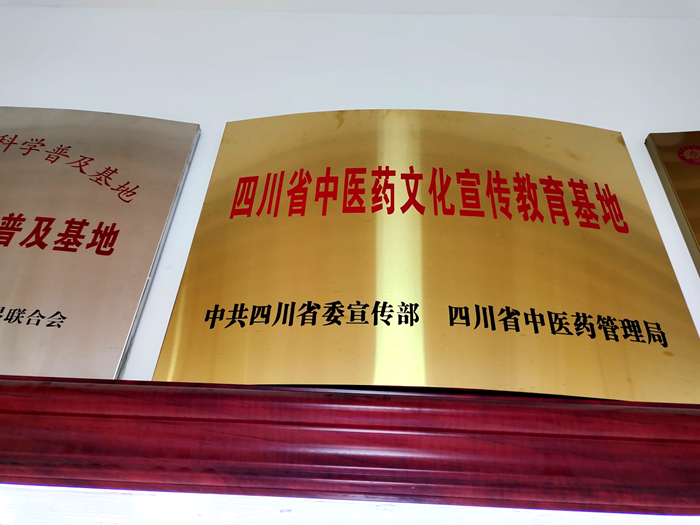 科学普及基地
普及基地
联合会
四川省中医药文化宣传教育基地
中共四川省委宣传部 四川省中医药管理局